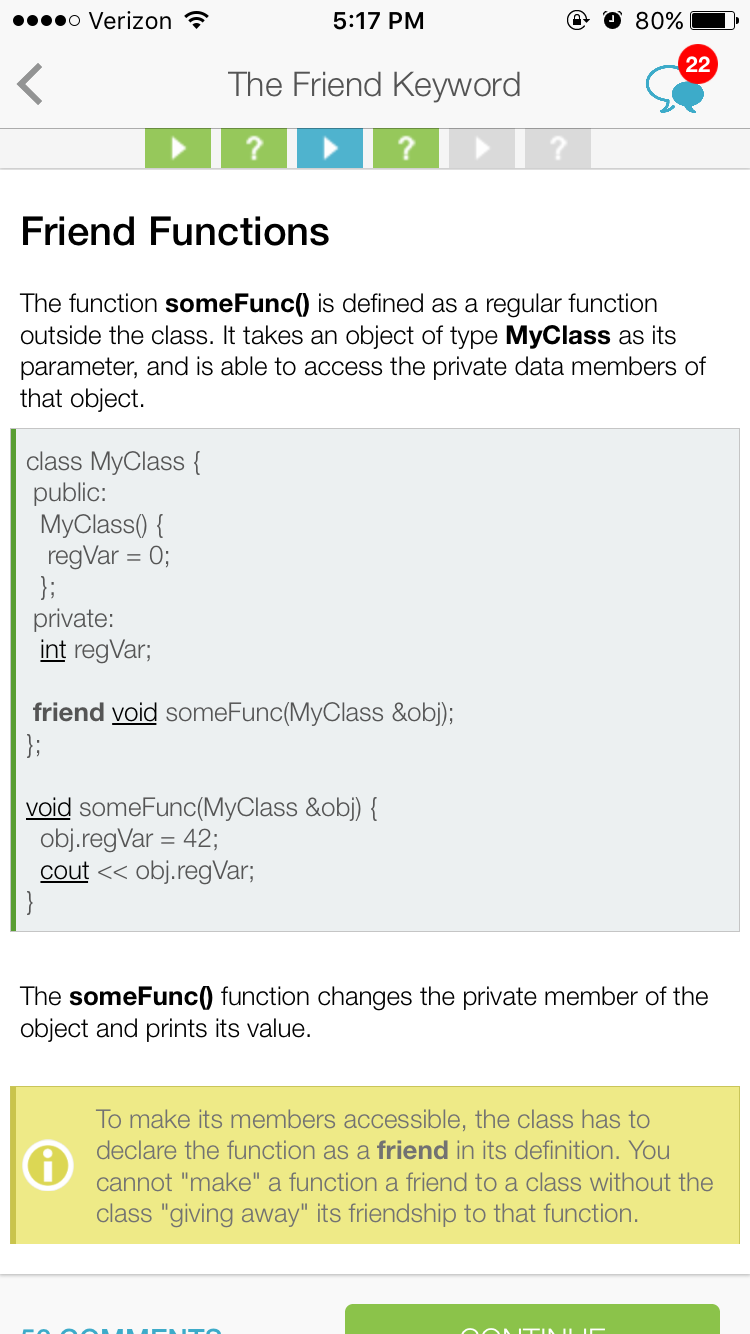 Verizon 5:17 PM 80%
The Friend Keyword 22
? ? ?
Friend Functions
The function someFunc() is defined as a regular function
outside the class. It takes an object of type MyClass as its
parameter, and is able to access the private data members of
that object.
class MyClass {
public:
MyClass() {
regVar = 0;
};
private:
int regVar;
friend void someFunc(MyClass &obj);
};
void someFunc(MyClass &obj) {
obj.regVar = 42;
cout << obj.regVar;
}
The someFunc() function changes the private member of the
object and prints its value.
i
To make its members accessible, the class has to
declare the function as a friend in its definition. You
cannot "make" a function a friend to a class without the
class "giving away" its friendship to that function.
COMMENTS CONTINUE